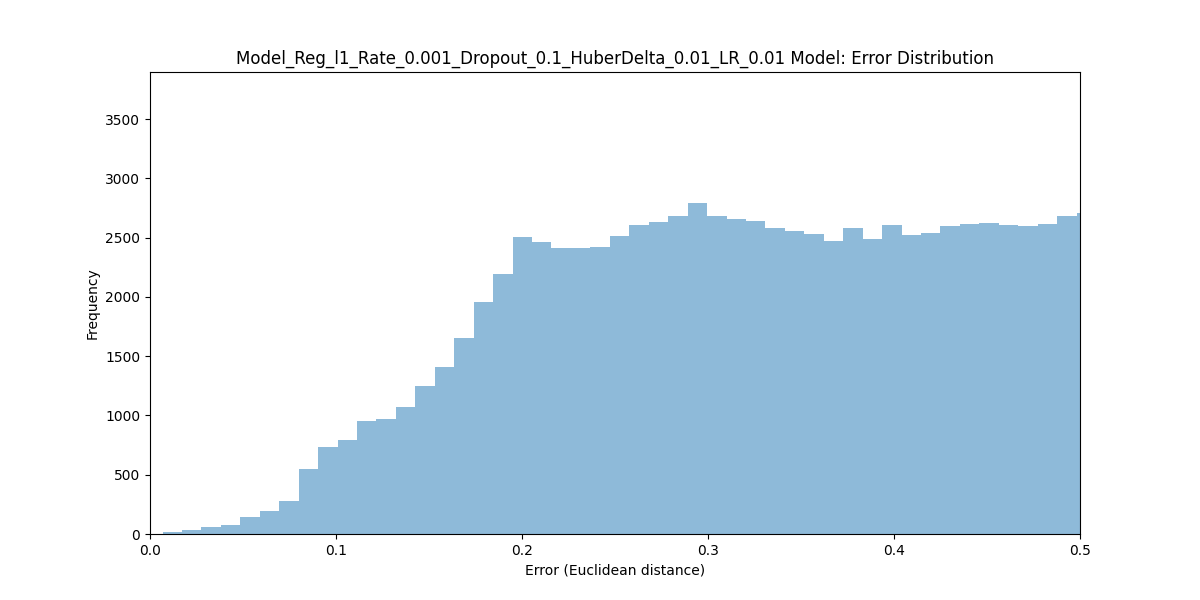 Model_Reg_l1_Rate_0.001_Dropout_0.1_HuberDelta_0.01_LR_0.01 Model: Error Distribution
3500
3000
2500
2000
1500
1000
500
0
Frequency
0.0 0.1 0.2 0.3 0.4 0.5
Error (Euclidean distance)